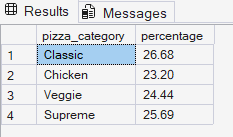 Results Messages
pizza_category percentage
1 Classic 26.68
2 Chicken 23.20
3 Veggie 24.44
4 Supreme 25.69